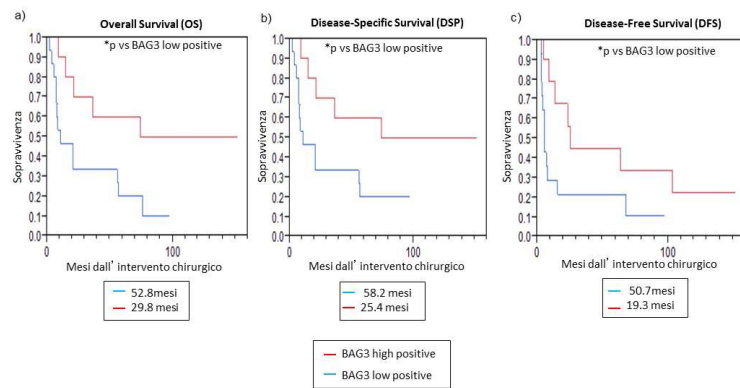 a)
Overall Survival (OS)
*p vs BAG3 low positive
Sopravvivenza
1.0
0.9
0.8
0.7
0.6
0.5
0.4
0.3
0.2
0.1
0.0
0
100
Mesi dall' intervento chirurgico
52.8mesi
29.8 mesi
b)
Disease-Specific Survival (DSP)
*p vs BAG3 low positive
Sopravvivenza
1.0
0.9
0.8
0.7
0.6
0.5
0.4
0.3
0.2
0.1
0.0
0
100
Mesi dall' intervento chirurgico
58.2 mesi
25.4 mesi
c)
Disease-Free Survival (DFS)
*p vs BAG3 low positive
Sopravvivenza
1.0
0.9
0.8
0.7
0.6
0.5
0.4
0.3
0.2
0.1
0.0
0
100
Mesi dall' intervento chirurgico
50.7mesi
19.3 mesi
BAG3 high positive
BAG3 low positive